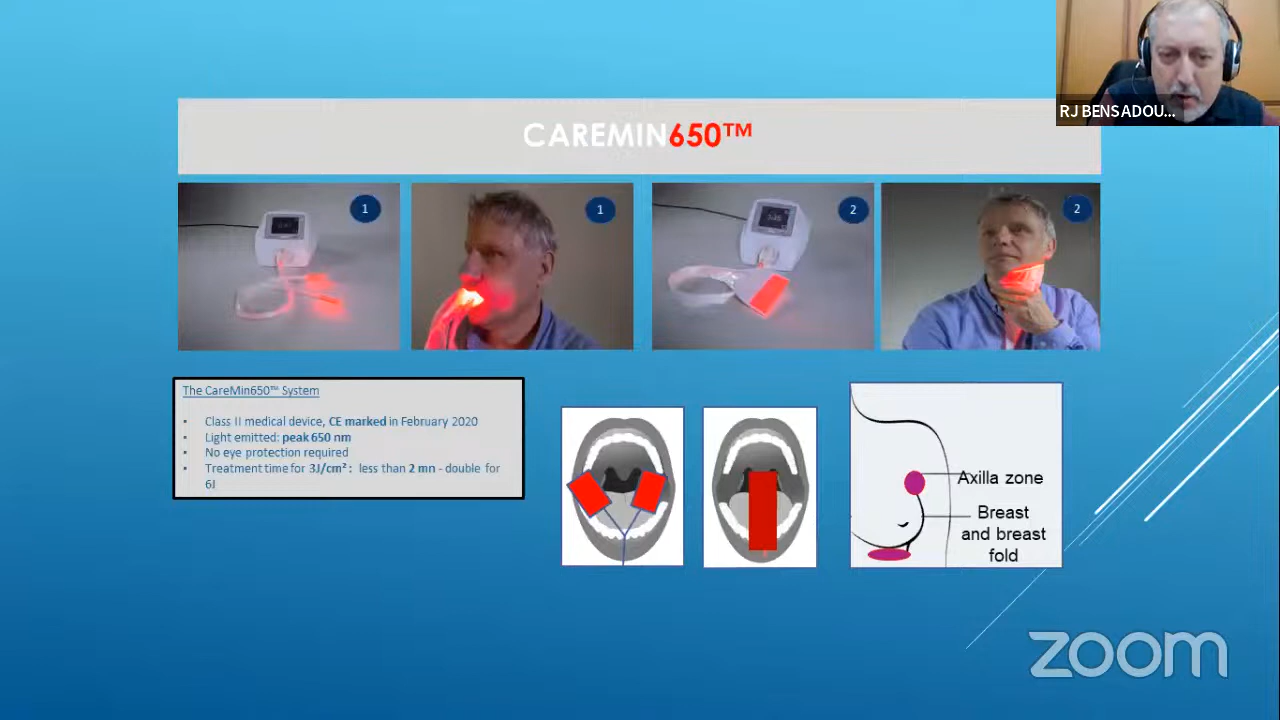 RJ BENSADOU...
CAREMIN650™
1
1
2
2
The CareMin650™ System
• Class II medical device, CE marked in February 2020
• Light emitted: peak 650 nm
• No eye protection required
• Treatment time for 3J/cm² : less than 2 mn - double for
6J
Axilla zone
Breast
and breast
fold
zoom